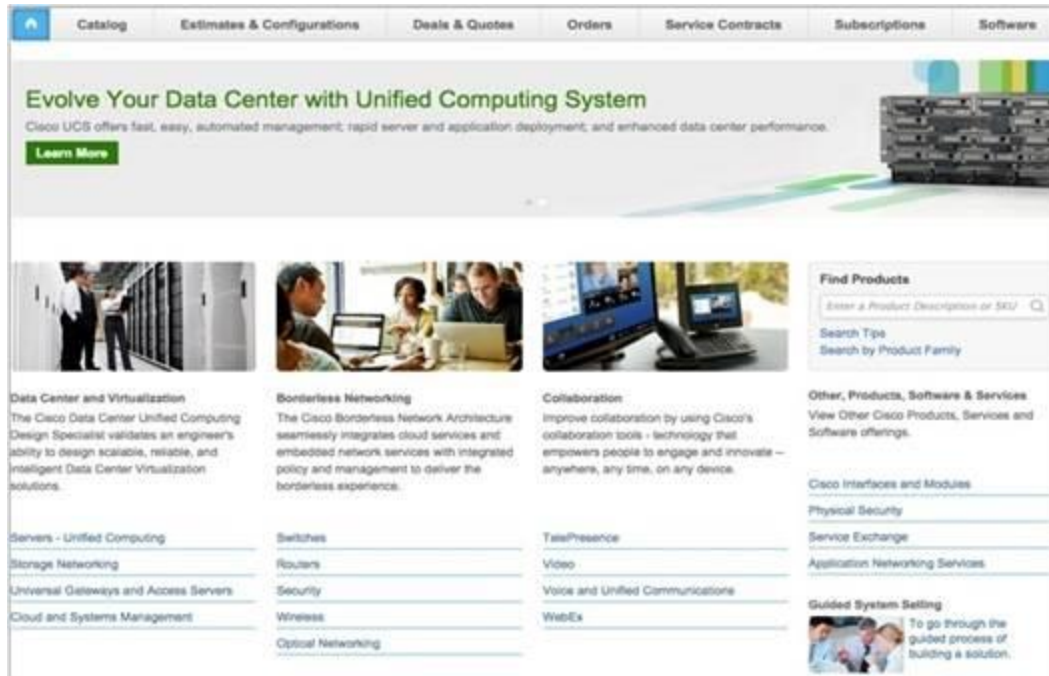 Catalog
Estimates & Configurations
Deals & Quotes
Orders
Service Contracts
Subscriptions
Software
Evolve Your Data Center with Unified Computing System
Cisco UCS offers fast, easy, automated management; rapid server and application deployment; and enhanced data center performance.
Learn More
Data Center and Virtualization
The Cisco Data Center Unified Computing
Design Specialist validates an engineer's
ability to design scalable, reliable, and
intelligent Data Center Virtualization
solutions.
Servers - Unified Computing
Storage Networking
Universal Gateways and Access Servers
Cloud and Systems Management
Borderless Networking
The Cisco Borderless Network Architecture
seamlessly integrates cloud services and
embedded network services with integrated
policy and management to deliver the
borderless experience.
Switches
Routers
Security
Wireless
Optical Networking
Collaboration
Improve collaboration by using Cisco's
collaboration tools - technology that
empowers people to engage and innovate --
anywhere, any time, on any device.
TelePresence
Video
Voice and Unified Communications
WebEx
Find Products
Enter a Product Description or SKU
Search Tips
Search by Product Family
Other, Products, Software & Services
View Other Cisco Products, Services and
Software offerings.
Cisco Interfaces and Modules
Physical Security
Service Exchange
Application Networking Services
Guided System Selling
To go through the
guided process of
building a solution.